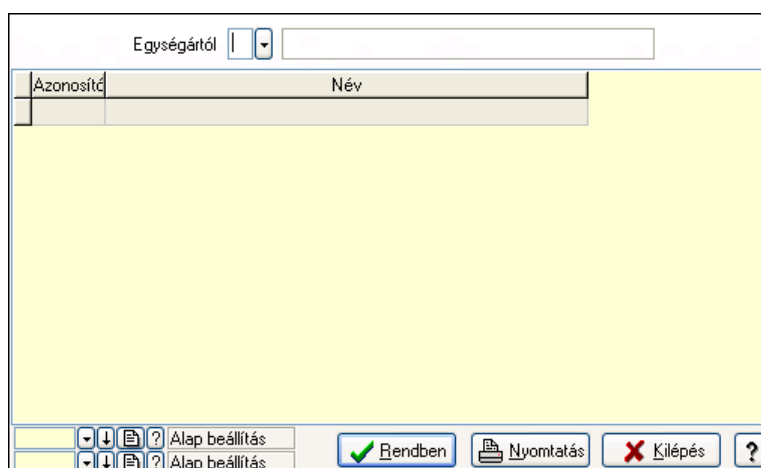 Egységártól
Azonosító Név
? Alap beállítás
? Alap beállítás
Rendben Nyomtatás Kilépés ?